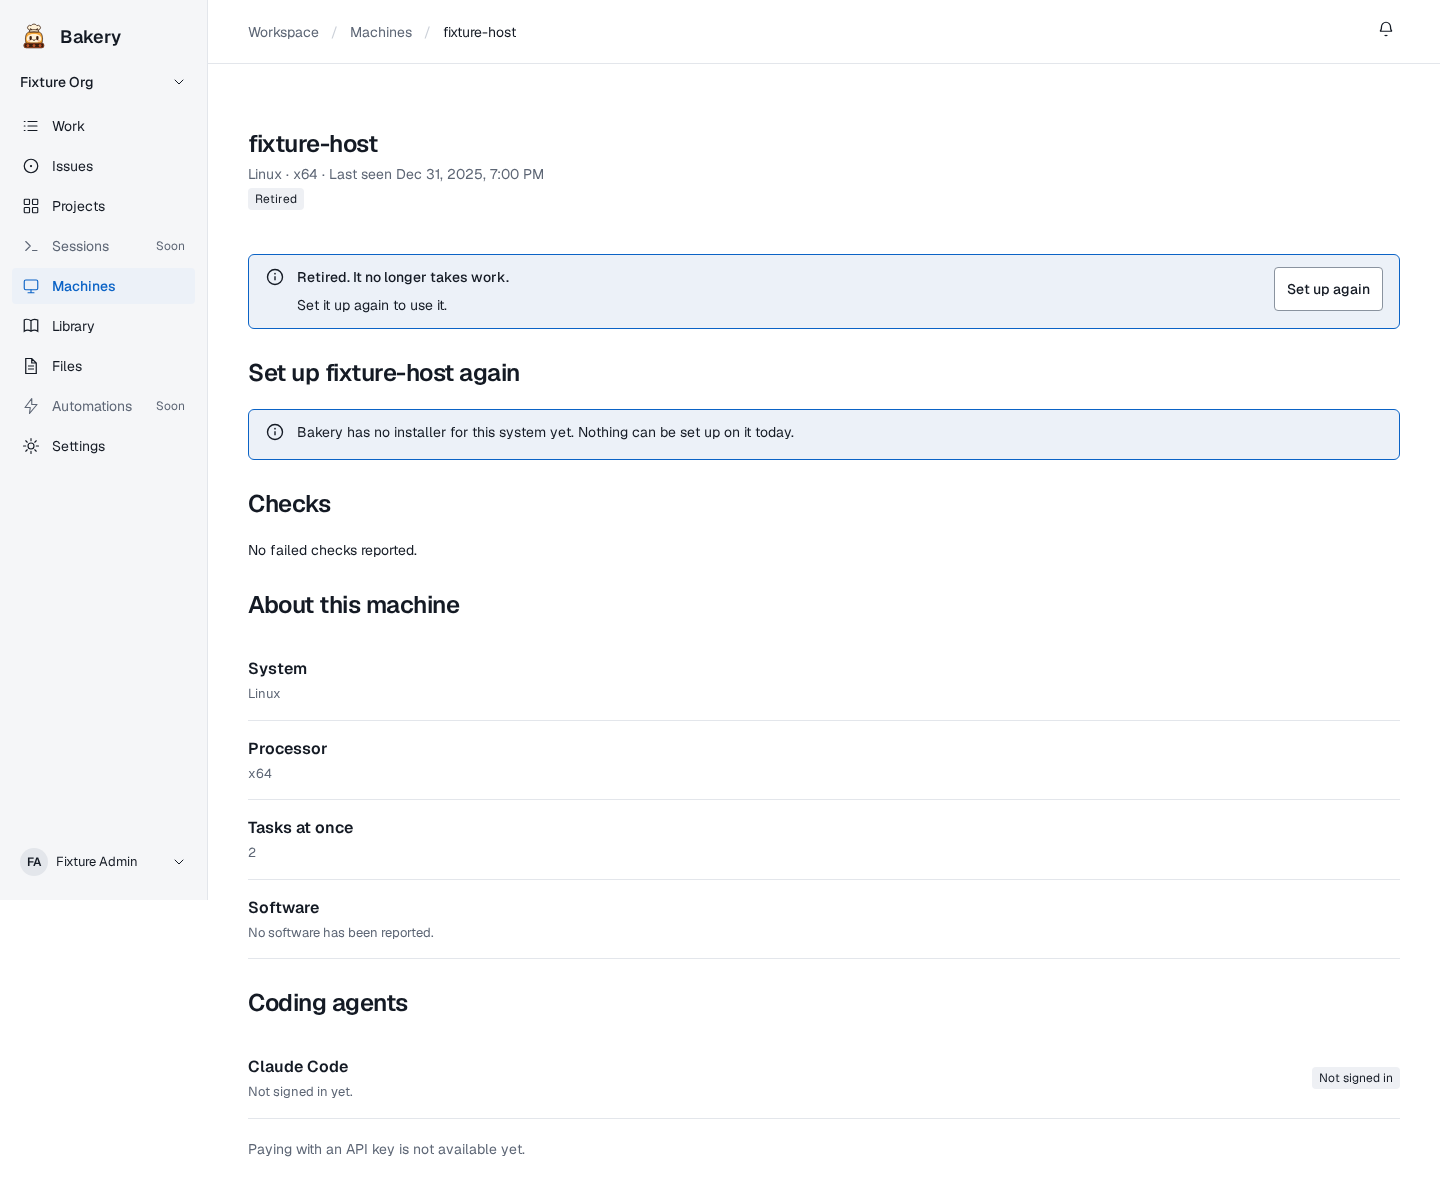 Bakery
Fixture Org
Work
Issues
Projects
Sessions Soon
Machines
Library
Files
Automations Soon
Settings
FA Fixture Admin
Workspace / Machines / fixture-host
fixture-host
Linux · x64 · Last seen Dec 31, 2025, 7:00 PM
Retired
Retired. It no longer takes work.
Set it up again to use it.
Set up again
Set up fixture-host again
Bakery has no installer for this system yet. Nothing can be set up on it today.
Checks
No failed checks reported.
About this machine
System
Linux
Processor
x64
Tasks at once
2
Software
No software has been reported.
Coding agents
Claude Code
Not signed in yet.
Not signed in
Paying with an API key is not available yet.